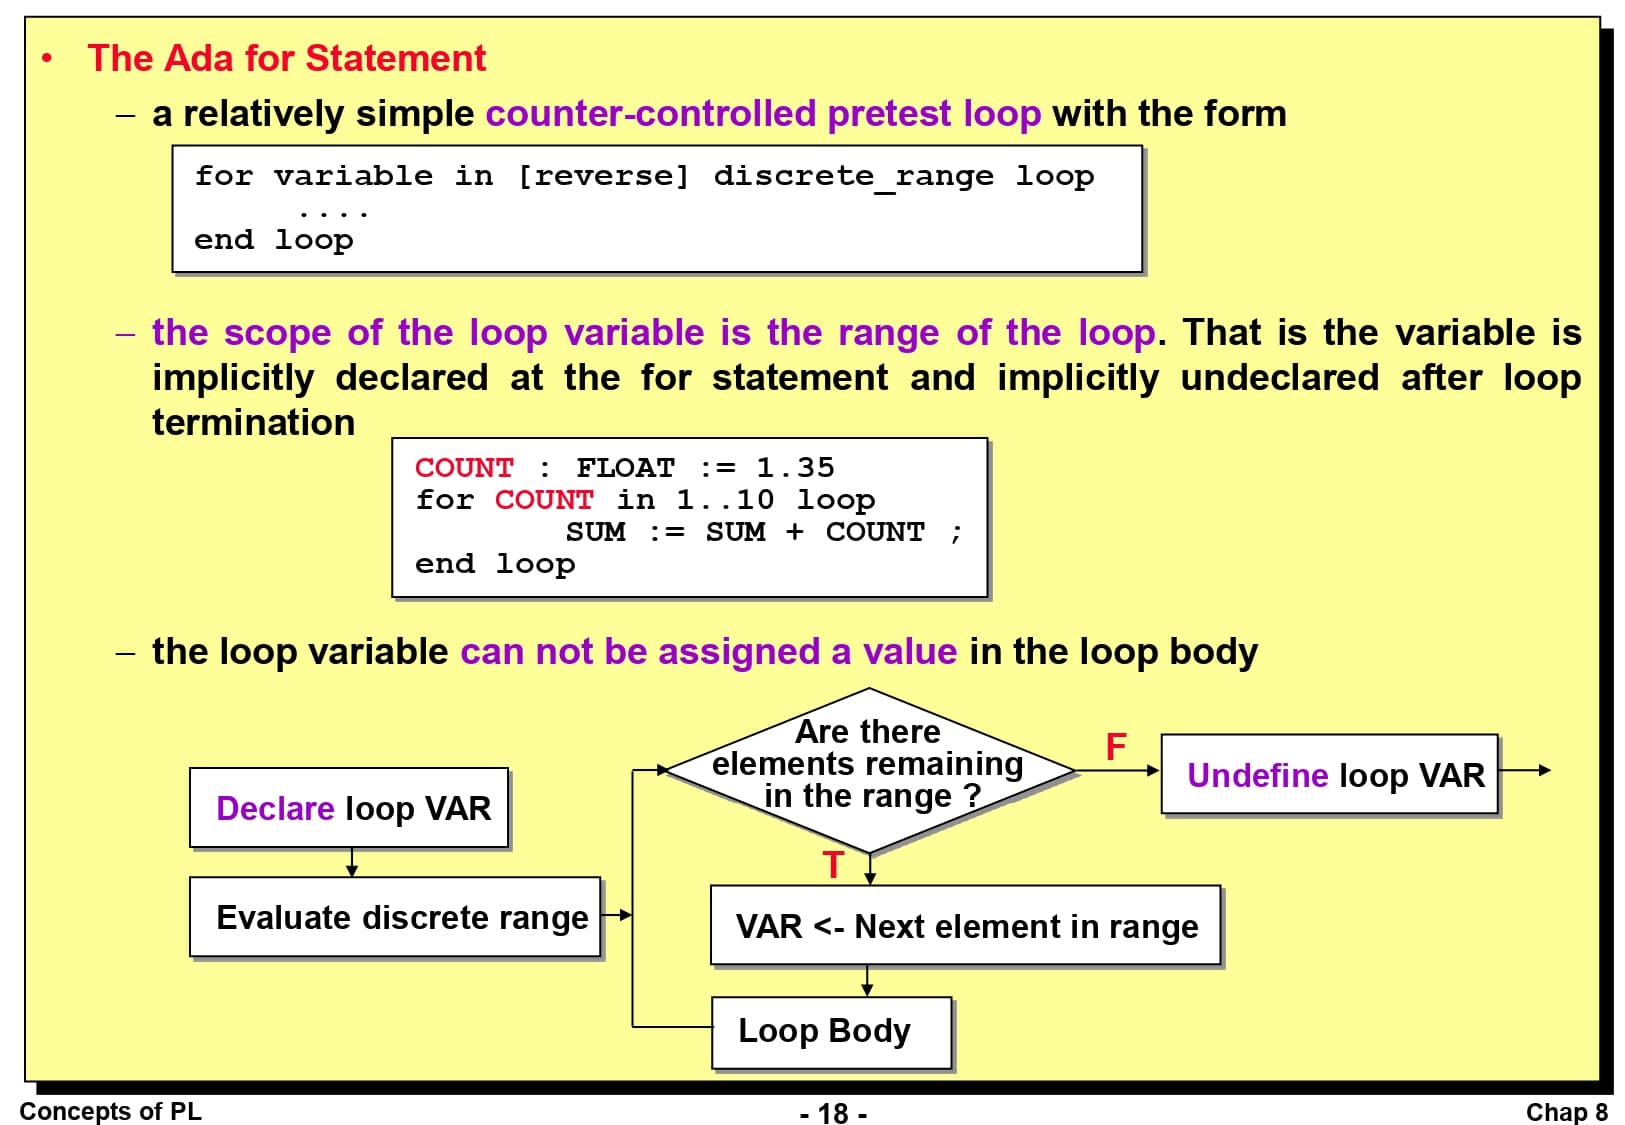 • The Ada for Statement
– a relatively simple counter-controlled pretest loop with the form
for variable in [reverse] discrete_range loop
....
end loop
– the scope of the loop variable is the range of the loop. That is the variable is
implicitly declared at the for statement and implicitly undeclared after loop
termination
COUNT : FLOAT := 1.35
for COUNT in 1..10 loop
SUM := SUM + COUNT ;
end loop
– the loop variable can not be assigned a value in the loop body
Declare loop VAR
Evaluate discrete range
Are there
elements remaining
in the range ?
F
Undefine loop VAR
T
VAR <- Next element in range
Loop Body
Concepts of PL
- 18 -
Chap 8